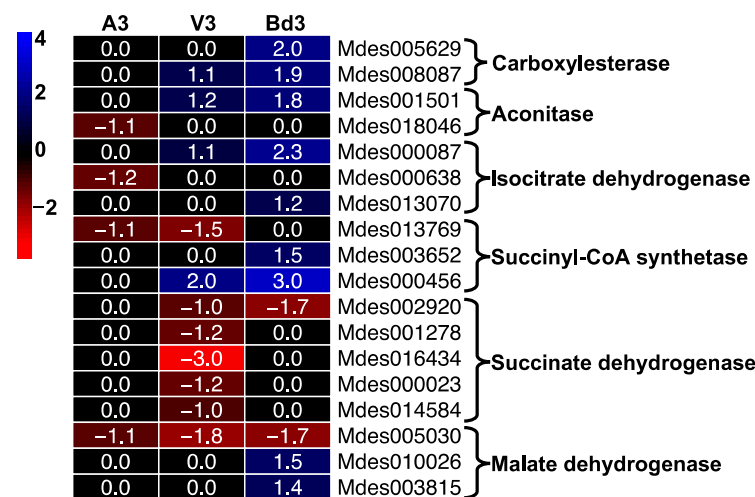 A3 V3 Bd3
4
2
0
−2
0.0 0.0 2.0 Mdes005629
0.0 1.1 1.9 Mdes008087
Carboxylesterase
0.0 1.2 1.8 Mdes001501
−1.1 0.0 0.0 Mdes018046
Aconitase
0.0 1.1 2.3 Mdes000087
−1.2 0.0 0.0 Mdes000638
0.0 0.0 1.2 Mdes013070
Isocitrate dehydrogenase
−1.1 −1.5 0.0 Mdes013769
0.0 0.0 1.5 Mdes003652
0.0 2.0 3.0 Mdes000456
Succinyl-CoA synthetase
0.0 −1.0 −1.7 Mdes002920
0.0 −1.2 0.0 Mdes001278
0.0 −3.0 0.0 Mdes016434
0.0 −1.2 0.0 Mdes000023
0.0 −1.0 0.0 Mdes014584
Succinate dehydrogenase
−1.1 −1.8 −1.7 Mdes005030
0.0 0.0 1.5 Mdes010026
0.0 0.0 1.4 Mdes003815
Malate dehydrogenase